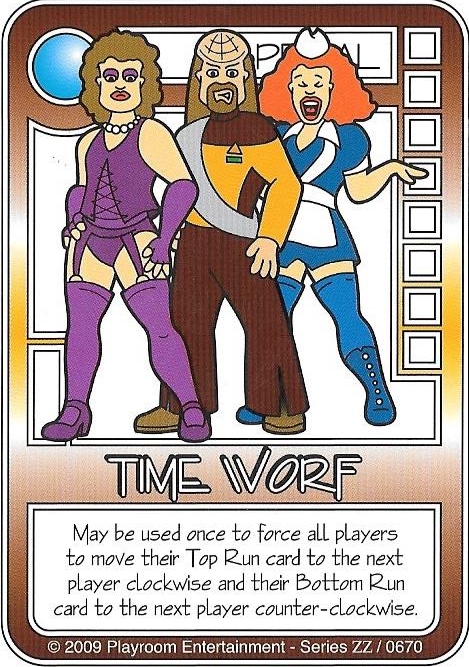 TIME WORF
May be used once to force all players
to move their Top Run card to the next
player clockwise and their Bottom Run
card to the next player counter-clockwise.
© 2009 Playroom Entertainment - Series ZZ / 0670